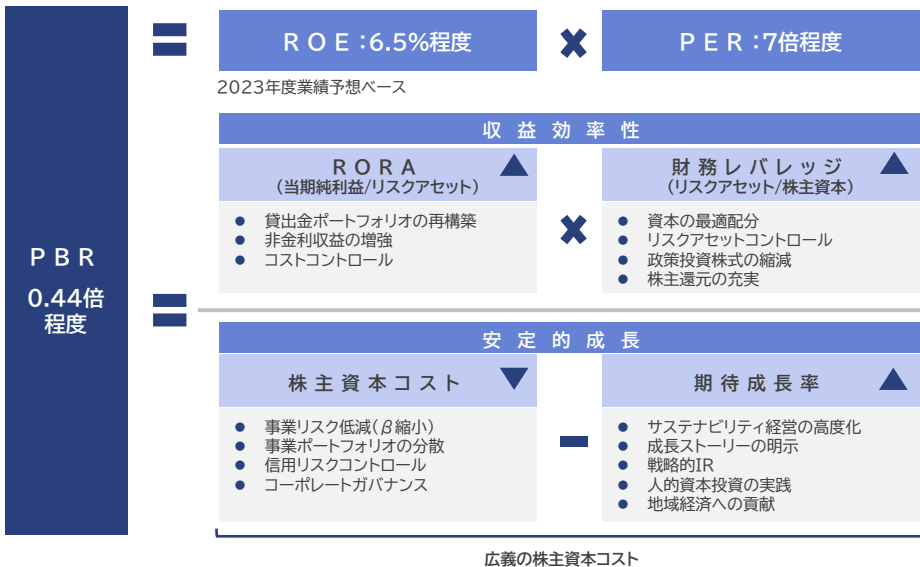 PBR
0.44倍
程度
=
ROE:6.5%程度
×
PER:7倍程度
2023年度業績予想ベース
=
収益効率性
RORA ▲
(当期純利益/リスクアセット)
● 貸出金ポートフォリオの再構築
● 非金利収益の増強
● コストコントロール
×
財務レバレッジ ▲
(リスクアセット/株主資本)
● 資本の最適配分
● リスクアセットコントロール
● 政策投資株式の縮減
● 株主還元の充実
安定的成長
株主資本コスト ▼
● 事業リスク低減(β縮小)
● 事業ポートフォリオの分散
● 信用リスクコントロール
● コーポレートガバナンス
−
期待成長率 ▲
● サステナビリティ経営の高度化
● 成長ストーリーの明示
● 戦略的IR
● 人的資本投資の実践
● 地域経済への貢献
広義の株主資本コスト